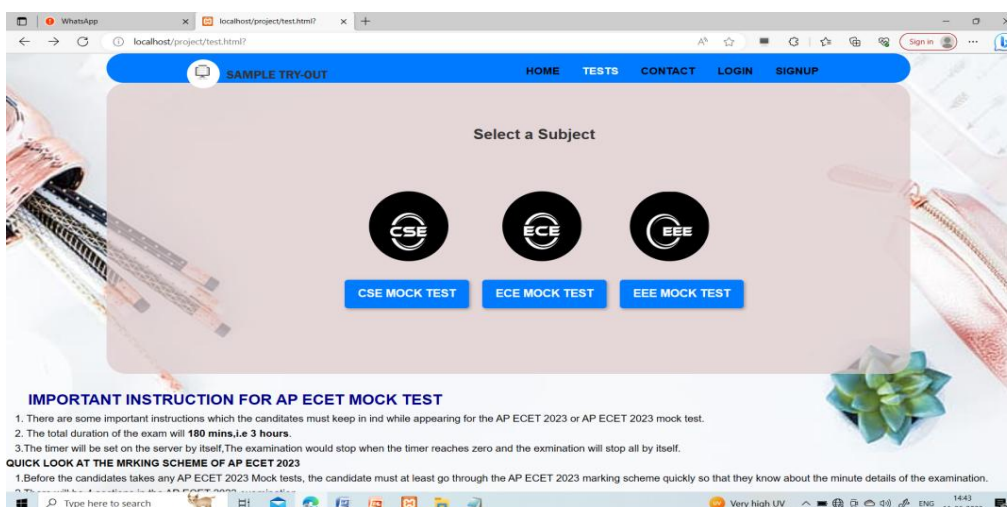 WhatsApp
localhost/project/test.html?
localhost/project/test.html?
Sign in
SAMPLE TRY-OUT
HOME TESTS CONTACT LOGIN SIGNUP
Select a Subject
CSE ECE EEE
CSE MOCK TEST ECE MOCK TEST EEE MOCK TEST
IMPORTANT INSTRUCTION FOR AP ECET MOCK TEST
1. There are some important instructions which the canditates must keep in ind while appearing for the AP ECET 2023 or AP ECET 2023 mock test.
2. The total duration of the exam will 180 mins,i.e 3 hours.
3.The timer will be set on the server by itself,The examination would stop when the timer reaches zero and the exmination will stop all by itself.
QUICK LOOK AT THE MRKING SCHEME OF AP ECET 2023
1.Before the candidates takes any AP ECET 2023 Mock tests, the candidate must at least go through the AP ECET 2023 marking scheme quickly so that they know about the minute details of the examination.
Type here to search
Very high UV
ENG
1443